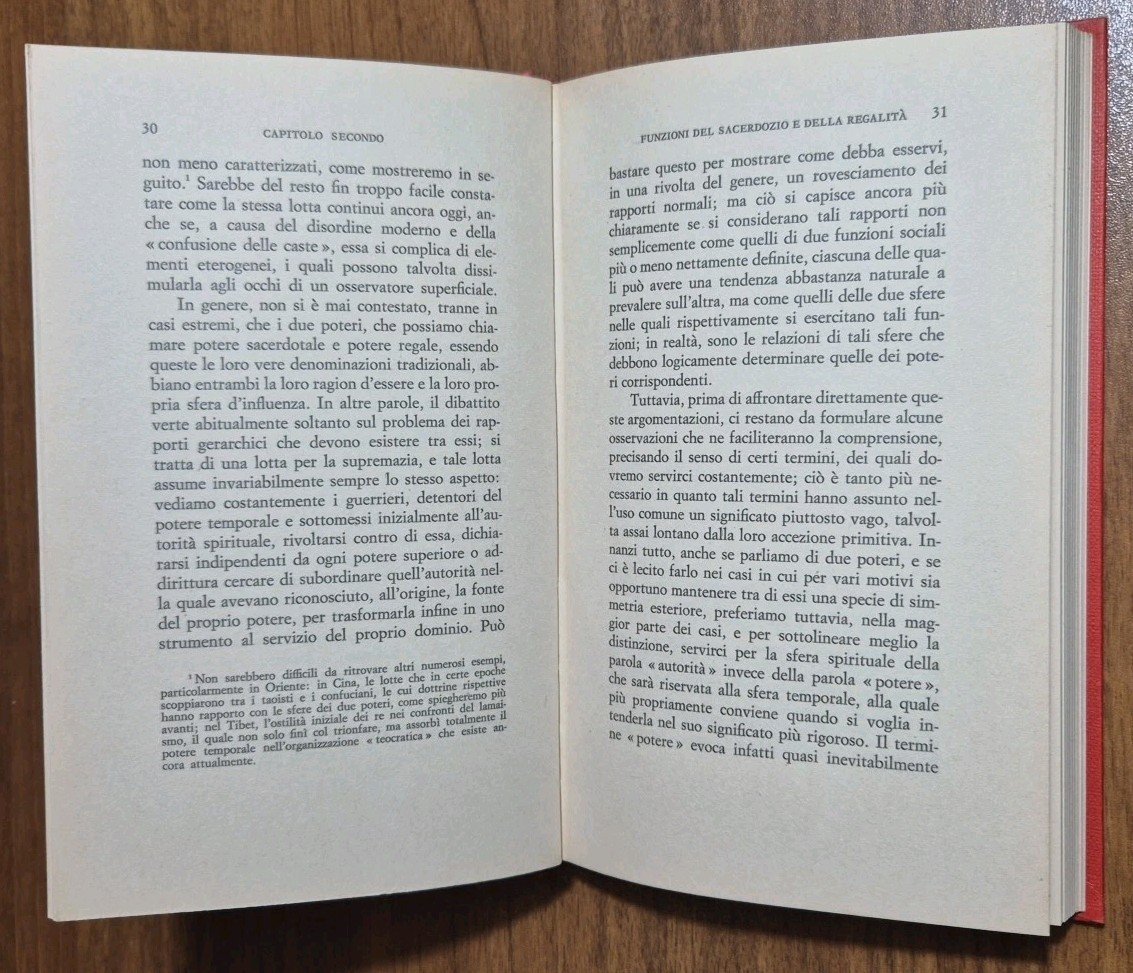 30
CAPITOLO SECONDO
non meno caratterizzati, come mostreremo in se-
guito.¹ Sarebbe del resto fin troppo facile consta-
tare come la stessa lotta continui ancora oggi, an-
che se, a causa del disordine moderno e della
« confusione delle caste », essa si complica di ele-
menti eterogenei, i quali possono talvolta dissi-
mularla agli occhi di un osservatore superficiale.
In genere, non si è mai contestato, tranne in
casi estremi, che i due poteri, che possiamo chia-
mare potere sacerdotale e potere regale, essendo
queste le loro vere denominazioni tradizionali, ab-
biano entrambi la loro ragion d'essere e la loro pro-
pria sfera d'influenza. In altre parole, il dibattito
verte abitualmente soltanto sul problema dei rap-
porti gerarchici che devono esistere tra essi; si
tratta di una lotta per la supremazia, e tale lotta
assume invariabilmente sempre lo stesso aspetto:
vediamo costantemente i guerrieri, detentori del
potere temporale e sottomessi inizialmente all'au-
torità spirituale, rivoltarsi contro di essa, dichia-
rarsi indipendenti da ogni potere superiore o ad-
dirittura cercare di subordinare quell'autorità nel-
la quale avevano riconosciuto, all'origine, la fonte
del proprio potere, per trasformarla infine in uno
strumento al servizio del proprio dominio. Può
¹ Non sarebbero difficili da ritrovare altri numerosi esempi,
particolarmente in Oriente: in Cina, le lotte che in certe epoche
scoppiarono tra i taoisti e i confuciani, le cui dottrine rispettive
hanno rapporto con le sfere dei due poteri, come spiegheremo più
avanti; nel Tibet, l'ostilità iniziale dei re nei confronti del lamai-
smo, il quale non solo finì col trionfare, ma assorbì totalmente il
potere temporale nell'organizzazione « teocratica » che esiste an-
cora attualmente.
FUNZIONI DEL SACERDOZIO E DELLA REGALITÀ 31
bastare questo per mostrare come debba esservi,
in una rivolta del genere, un rovesciamento dei
rapporti normali; ma ciò si capisce ancora più
chiaramente se si considerano tali rapporti non
semplicemente come quelli di due funzioni sociali
più o meno nettamente definite, ciascuna delle qua-
li può avere una tendenza abbastanza naturale a
prevalere sull'altra, ma come quelli delle due sfere
nelle quali rispettivamente si esercitano tali fun-
zioni; in realtà, sono le relazioni di tali sfere che
debbono logicamente determinare quelle dei pote-
ri corrispondenti.
Tuttavia, prima di affrontare direttamente que-
ste argomentazioni, ci restano da formulare alcune
osservazioni che ne faciliteranno la comprensione,
precisando il senso di certi termini, dei quali do-
vremo servirci costantemente; ciò è tanto più ne-
cessario in quanto tali termini hanno assunto nel-
l'uso comune un significato piuttosto vago, talvol-
ta assai lontano dalla loro accezione primitiva. In-
nanzi tutto, anche se parliamo di due poteri, e se
ci è lecito farlo nei casi in cui per vari motivi sia
opportuno mantenere tra di essi una specie di sim-
metria esteriore, preferiamo tuttavia, nella mag-
gior parte dei casi, e per sottolineare meglio la
distinzione, servirci per la sfera spirituale della
parola « autorità » invece della parola « potere »,
che sarà riservata alla sfera temporale, alla quale
più propriamente conviene quando si voglia in-
tenderla nel suo significato più rigoroso. Il termi-
ne « potere » evoca infatti quasi inevitabilmente